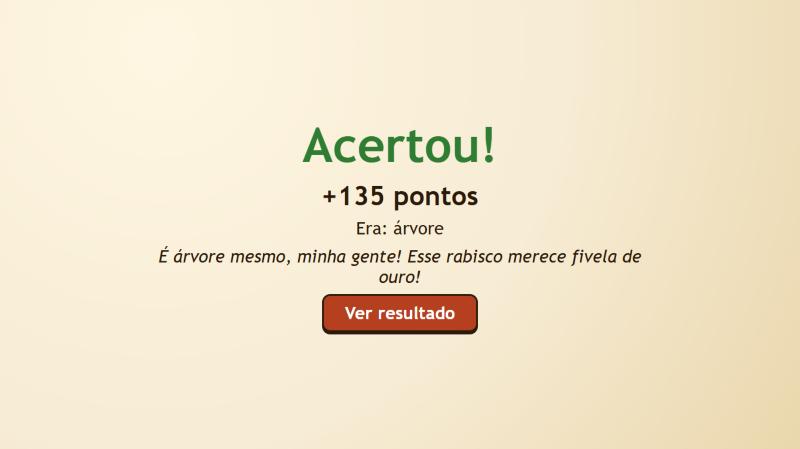 Acertou!
+135 pontos
Era: árvore
É árvore mesmo, minha gente! Esse rabisco merece fivela de
ouro!
Ver resultado